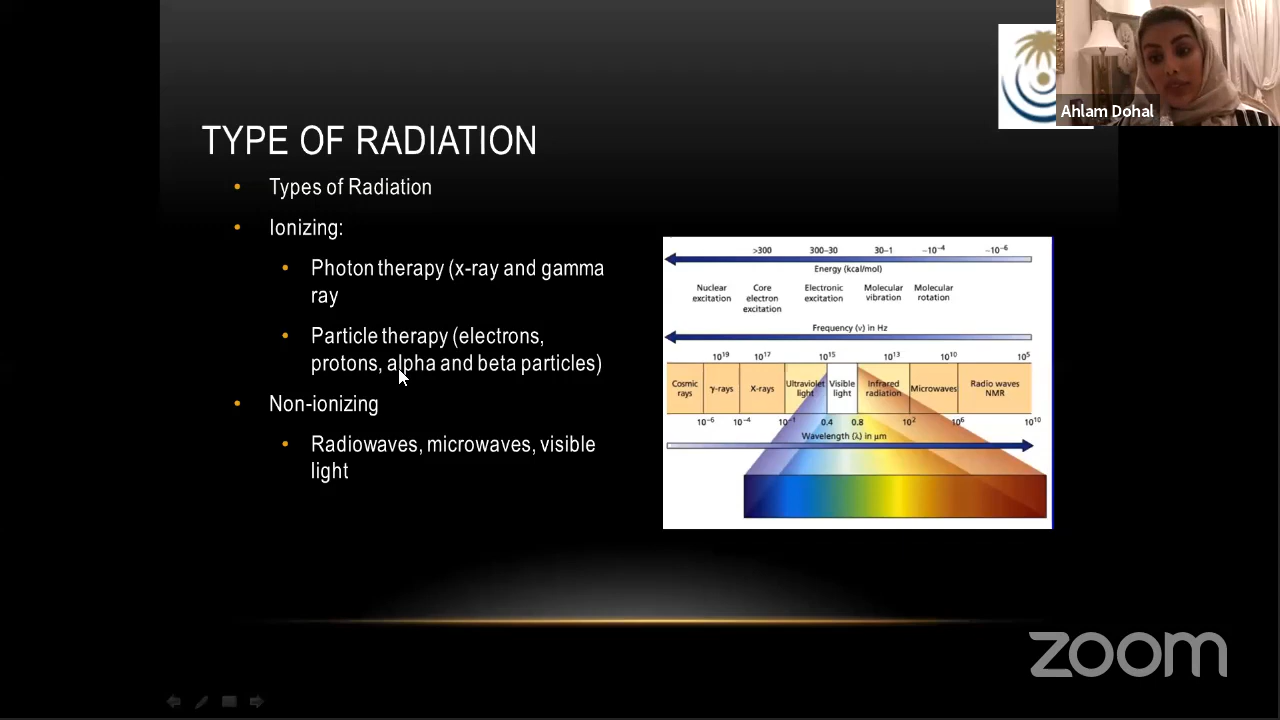 TYPE OF RADIATION
Types of Radiation
Ionizing:
Photon therapy (x-ray and gamma
ray
Particle therapy (electrons,
protons, alpha and beta particles)
Non-ionizing
Radiowaves, microwaves, visible
light
Ahlam Dohal
>300 300–30 30–1 ~10⁻⁴ ~10⁻⁶
Energy (kcal/mol)
Nuclear Core Electronic Molecular Molecular
excitation electron excitation vibration rotation
excitation
Frequency (ν) in Hz
10¹⁹ 10¹⁷ 10¹⁵ 10¹³ 10¹⁰ 10⁵
Cosmic γ-rays X-rays Ultraviolet Visible Infrared Microwaves Radio waves
rays light light radiation NMR
10⁻⁶ 10⁻⁴ 10⁻¹ 0.4 0.8 10² 10⁶ 10¹⁰
Wavelength (λ) in μm
zoom